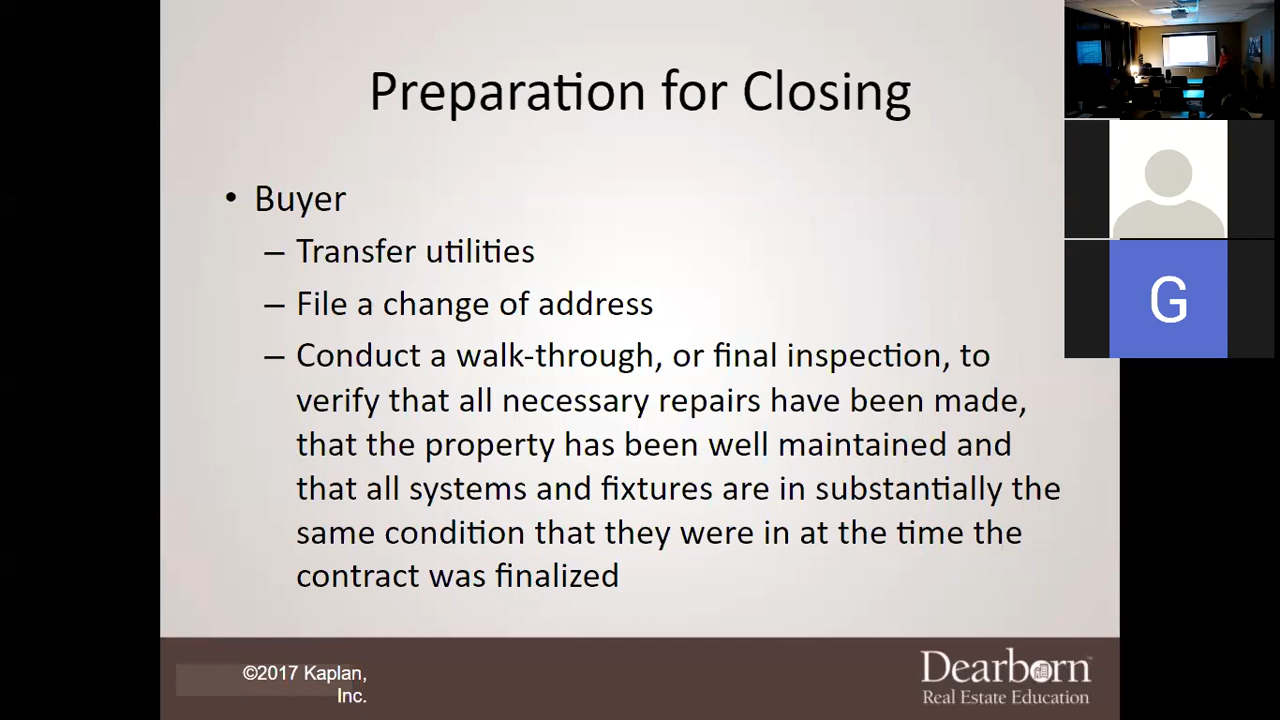 Preparation for Closing
• Buyer
– Transfer utilities
– File a change of address
– Conduct a walk-through, or final inspection, to
verify that all necessary repairs have been made,
that the property has been well maintained and
that all systems and fixtures are in substantially the
same condition that they were in at the time the
contract was finalized
©2017 Kaplan,
Inc.
Dearborn™
Real Estate Education
G